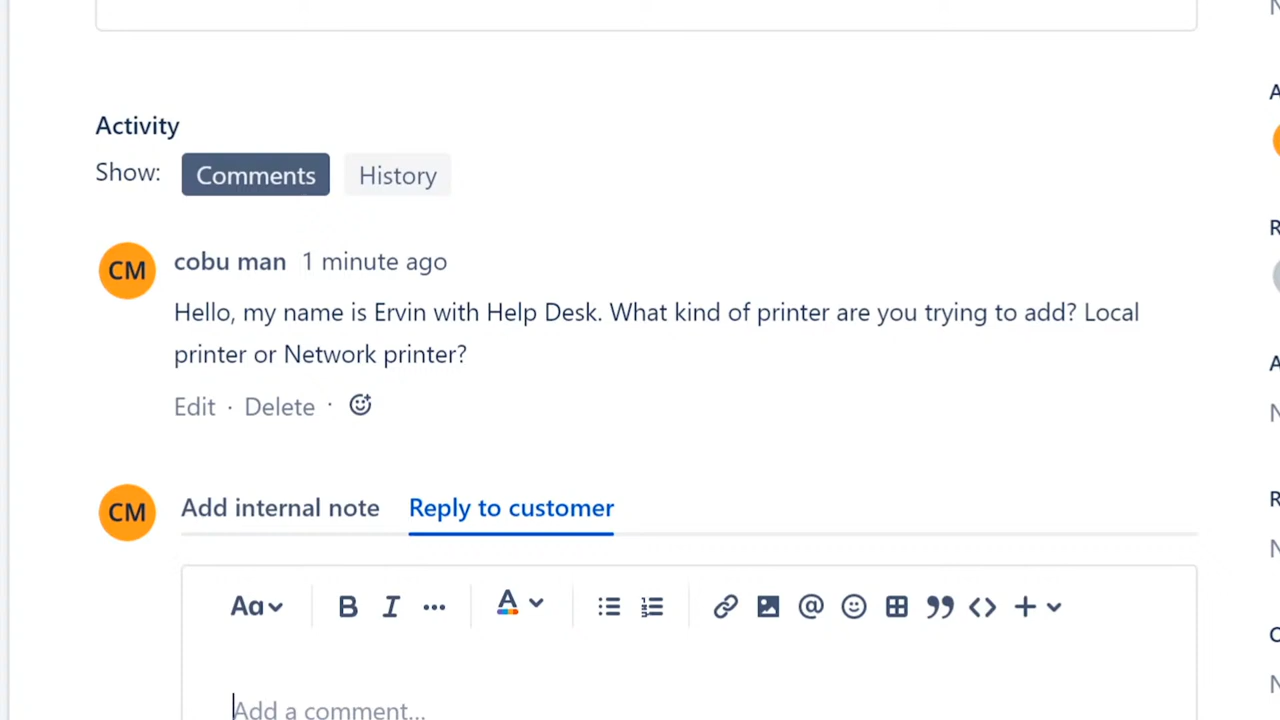 Activity
Show: Comments History
CM cobu man 1 minute ago
Hello, my name is Ervin with Help Desk. What kind of printer are you trying to add? Local
printer or Network printer?
Edit · Delete ·
CM Add internal note Reply to customer
Aa B I ... A
Add a comment...